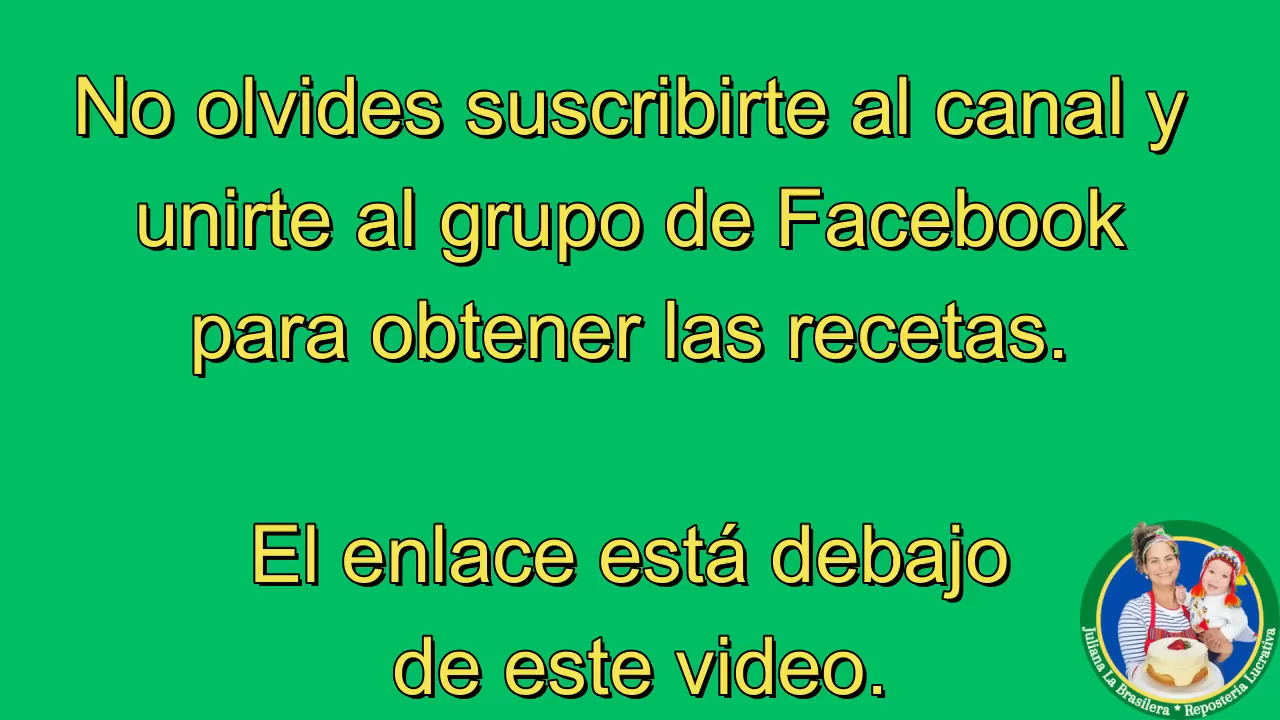 No olvides suscribirte al canal y
unirte al grupo de Facebook
para obtener las recetas.
El enlace está debajo
de este video.
Juliana La Brasilera * Reposteria Lucrativa